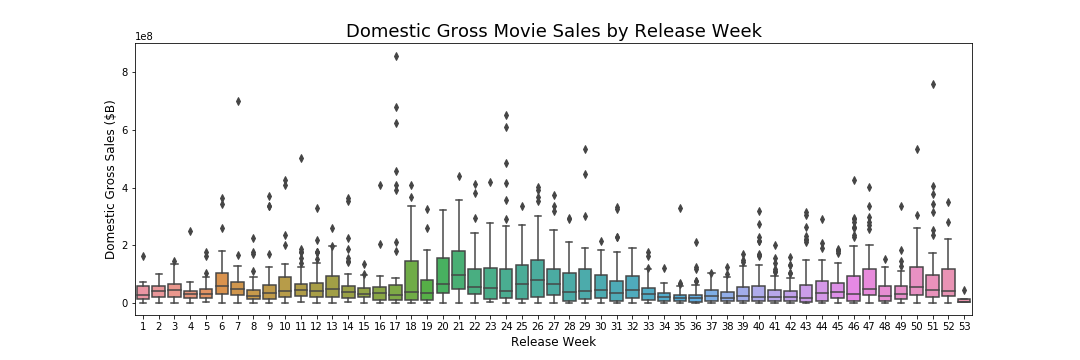 Domestic Gross Movie Sales by Release Week
1e8
8
6
4
2
0
Domestic Gross Sales ($B)
1 2 3 4 5 6 7 8 9 10 11 12 13 14 15 16 17 18 19 20 21 22 23 24 25 26 27 28 29 30 31 32 33 34 35 36 37 38 39 40 41 42 43 44 45 46 47 48 49 50 51 52 53
Release Week